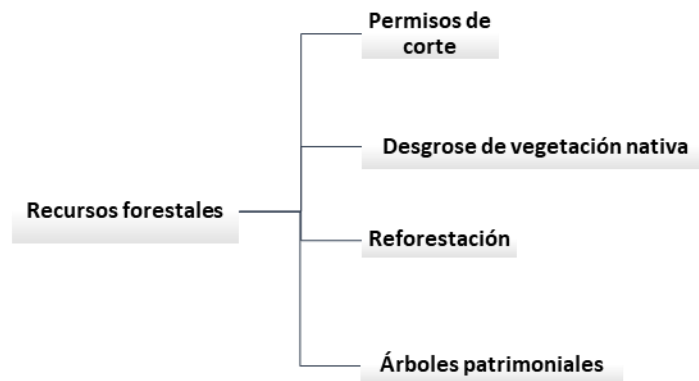 Permisos de
corte
Desgrose de vegetación nativa
Recursos forestales
Reforestación
Árboles patrimoniales